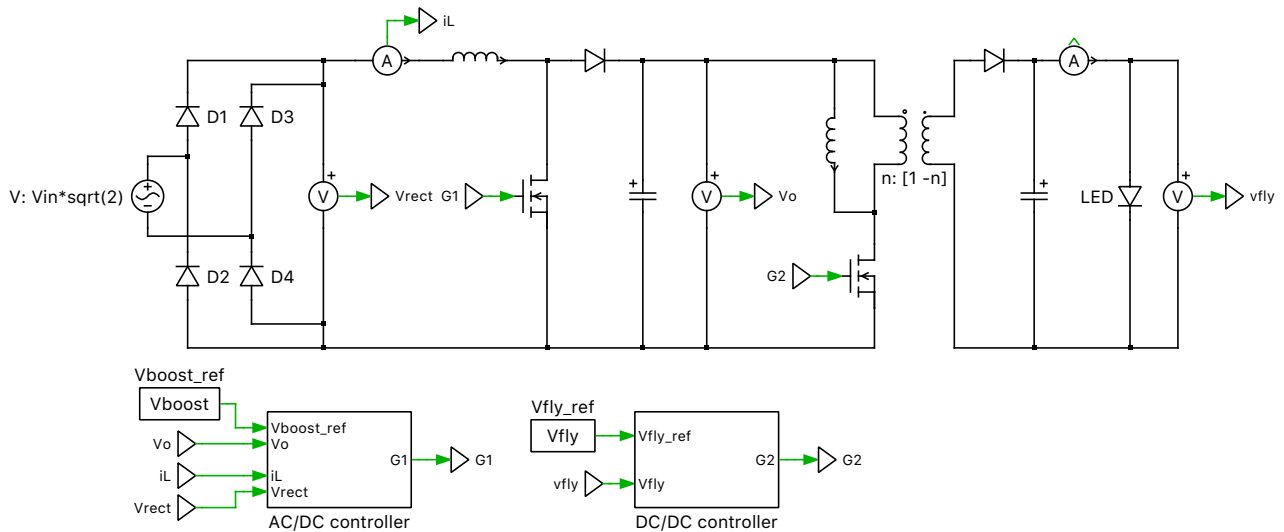 iL
A
A
D1
D3
V: Vin*sqrt(2)
V
Vrect
G1
V
Vo
n: [1 -n]
LED
V
vfly
D2
D4
G2
Vboost_ref
Vboost
Vboost_ref
Vo
Vo
iL
iL
Vrect
Vrect
G1
G1
AC/DC controller
Vfly_ref
Vfly
Vfly_ref
vfly
Vfly
G2
G2
DC/DC controller